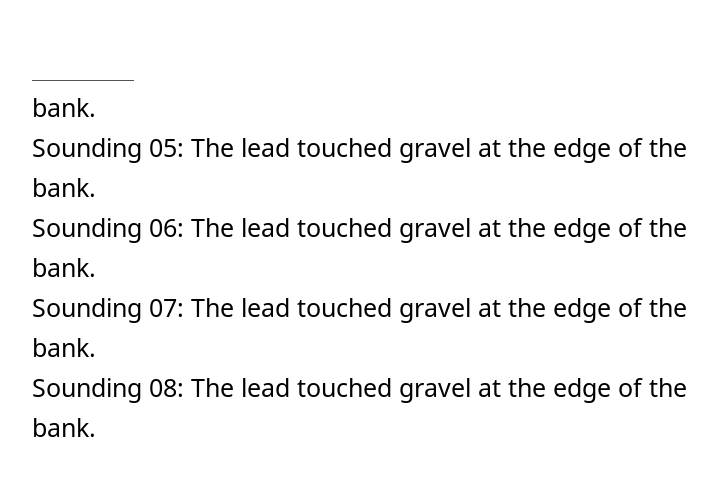 bank.
Sounding 05: The lead touched gravel at the edge of the
bank.
Sounding 06: The lead touched gravel at the edge of the
bank.
Sounding 07: The lead touched gravel at the edge of the
bank.
Sounding 08: The lead touched gravel at the edge of the
bank.